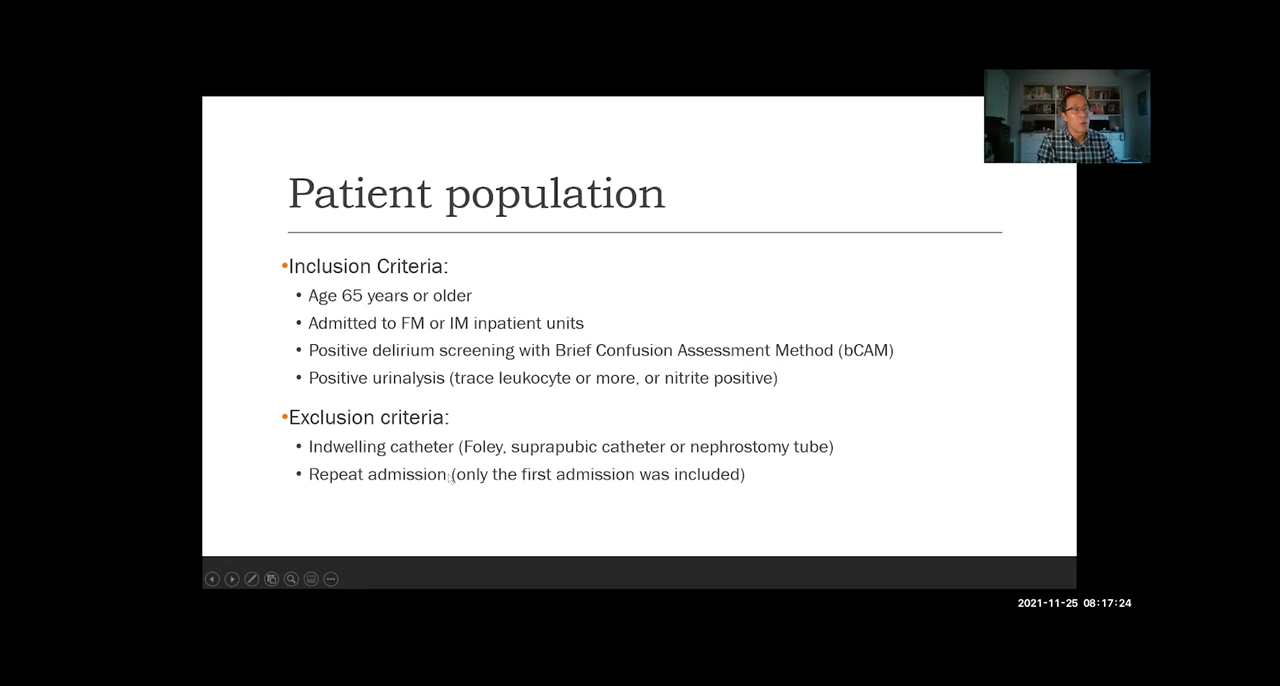 Patient population
•Inclusion Criteria:
• Age 65 years or older
• Admitted to FM or IM inpatient units
• Positive delirium screening with Brief Confusion Assessment Method (bCAM)
• Positive urinalysis (trace leukocyte or more, or nitrite positive)
•Exclusion criteria:
• Indwelling catheter (Foley, suprapubic catheter or nephrostomy tube)
• Repeat admission (only the first admission was included)
2021-11-25 08:17:24